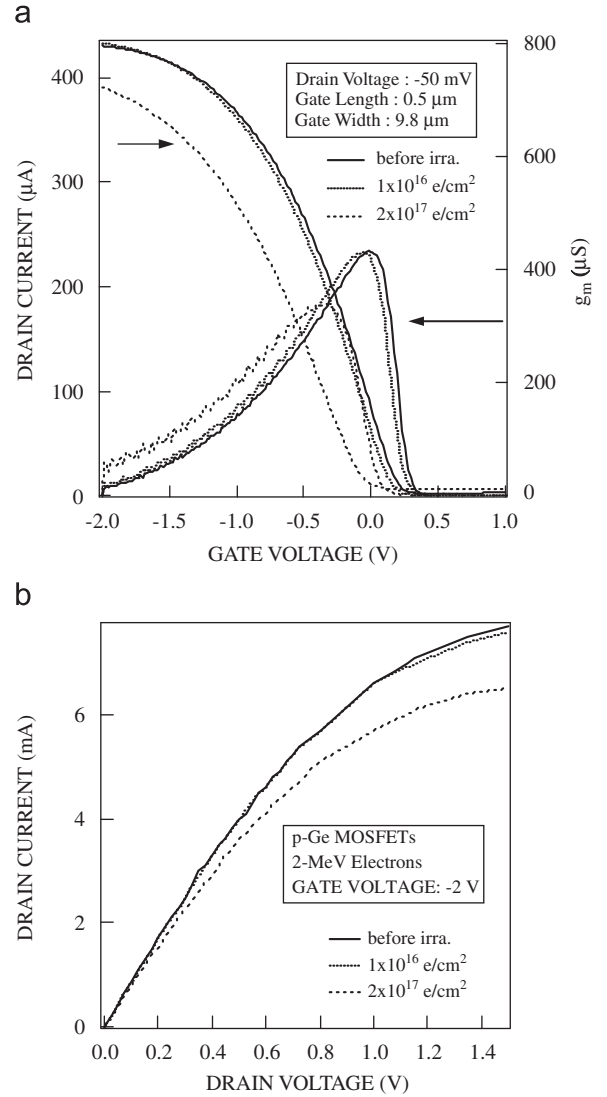 a
400
300
200
100
0
DRAIN CURRENT (μA)
800
600
400
200
0
gm (μS)
Drain Voltage : -50 mV
Gate Length : 0.5 μm
Gate Width : 9.8 μm
before irra.
1x10^16 e/cm^2
2x10^17 e/cm^2
-2.0 -1.5 -1.0 -0.5 0.0 0.5 1.0
GATE VOLTAGE (V)
b
6
4
2
0
DRAIN CURRENT (mA)
p-Ge MOSFETs
2-MeV Electrons
GATE VOLTAGE: -2 V
before irra.
1x10^16 e/cm^2
2x10^17 e/cm^2
0.0 0.2 0.4 0.6 0.8 1.0 1.2 1.4
DRAIN VOLTAGE (V)